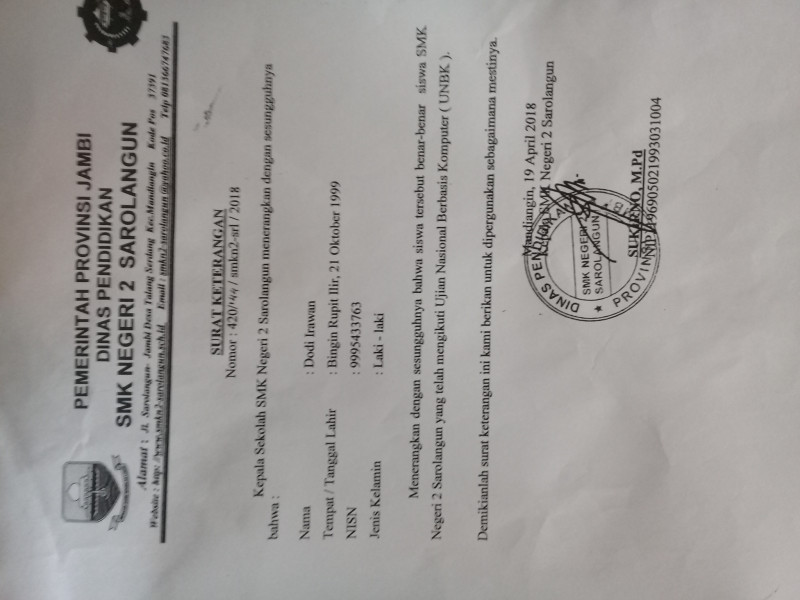 PEMERINTAH PROVINSI JAMBI
DINAS PENDIDIKAN
SMK NEGERI 2 SAROLANGUN
Alamat : Jl. Sarolangun- Jambi Desa Talang Serdang Kec.Mandiangin Kode Pos 37391
Website : http: //www.smkn2-sarolangun.sch.id Email : smkn2-sarolangun@yahoo.co.id Telp 081366747683
SURAT KETERANGAN
Nomor : 420/144 / smkn2-srl / 2018
Kepala Sekolah SMK Negeri 2 Sarolangun menerangkan dengan sesungguhnya
bahwa :
Nama : Dodi Irawan
Tempat / Tanggal Lahir : Bingin Rupit Ilir, 21 Oktober 1999
NISN : 9995433763
Jenis Kelamin : Laki - laki
Menerangkan dengan sesungguhnya bahwa siswa tersebut benar-benar siswa SMK
Negeri 2 Sarolangun yang telah mengikuti Ujian Nasional Berbasis Komputer ( UNBK ).
Demikianlah surat keterangan ini kami berikan untuk dipergunakan sebagaimana mestinya.
Mandiangin, 19 April 2018
Kepala SMK Negeri 2 Sarolangun
DINAS PENDIDIKAN
SMK NEGERI 2
SAROLANGUN
PROVINSI
SUKARNO, M.Pd
NIP.196905021993031004